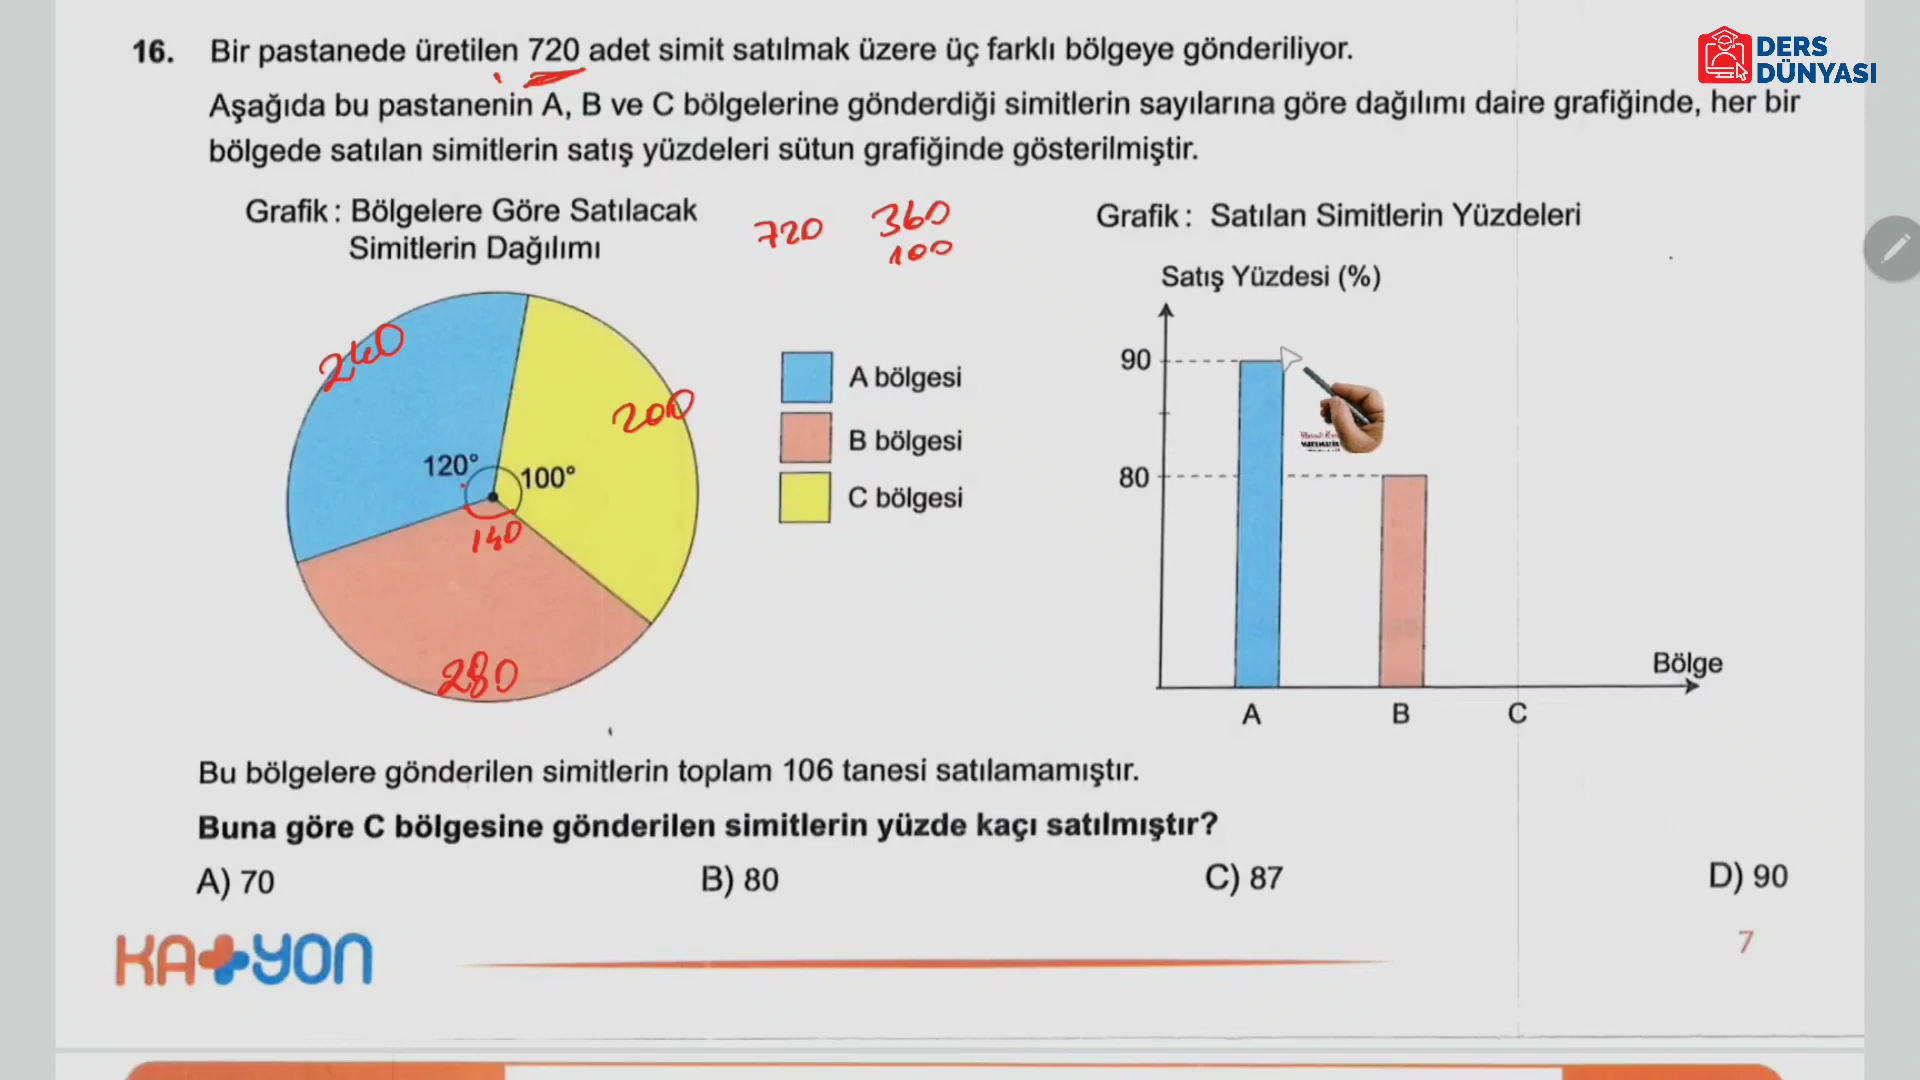 DERS
DÜNYASI
16. Bir pastanede üretilen 720 adet simit satılmak üzere üç farklı bölgeye gönderiliyor.
Aşağıda bu pastanenin A, B ve C bölgelerine gönderdiği simitlerin sayılarına göre dağılımı daire grafiğinde, her bir
bölgede satılan simitlerin satış yüzdeleri sütun grafiğinde gösterilmiştir.
Grafik : Bölgelere Göre Satılacak
Simitlerin Dağılımı
720 360
100
240
200
120°
100°
140
280
A bölgesi
B bölgesi
C bölgesi
Grafik : Satılan Simitlerin Yüzdeleri
Satış Yüzdesi (%)
90
80
Bölge
A B C
Bu bölgelere gönderilen simitlerin toplam 106 tanesi satılamamıştır.
Buna göre C bölgesine gönderilen simitlerin yüzde kaçı satılmıştır?
A) 70 B) 80 C) 87 D) 90
KATYON
7